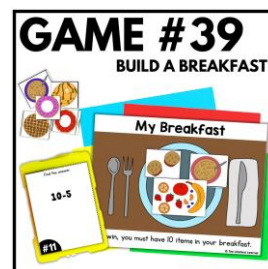 GAME #39
BUILD A BREAKFAST
My Breakfast
Find the answer.
10-5
#11
win, you must have 10 items in your breakfast.